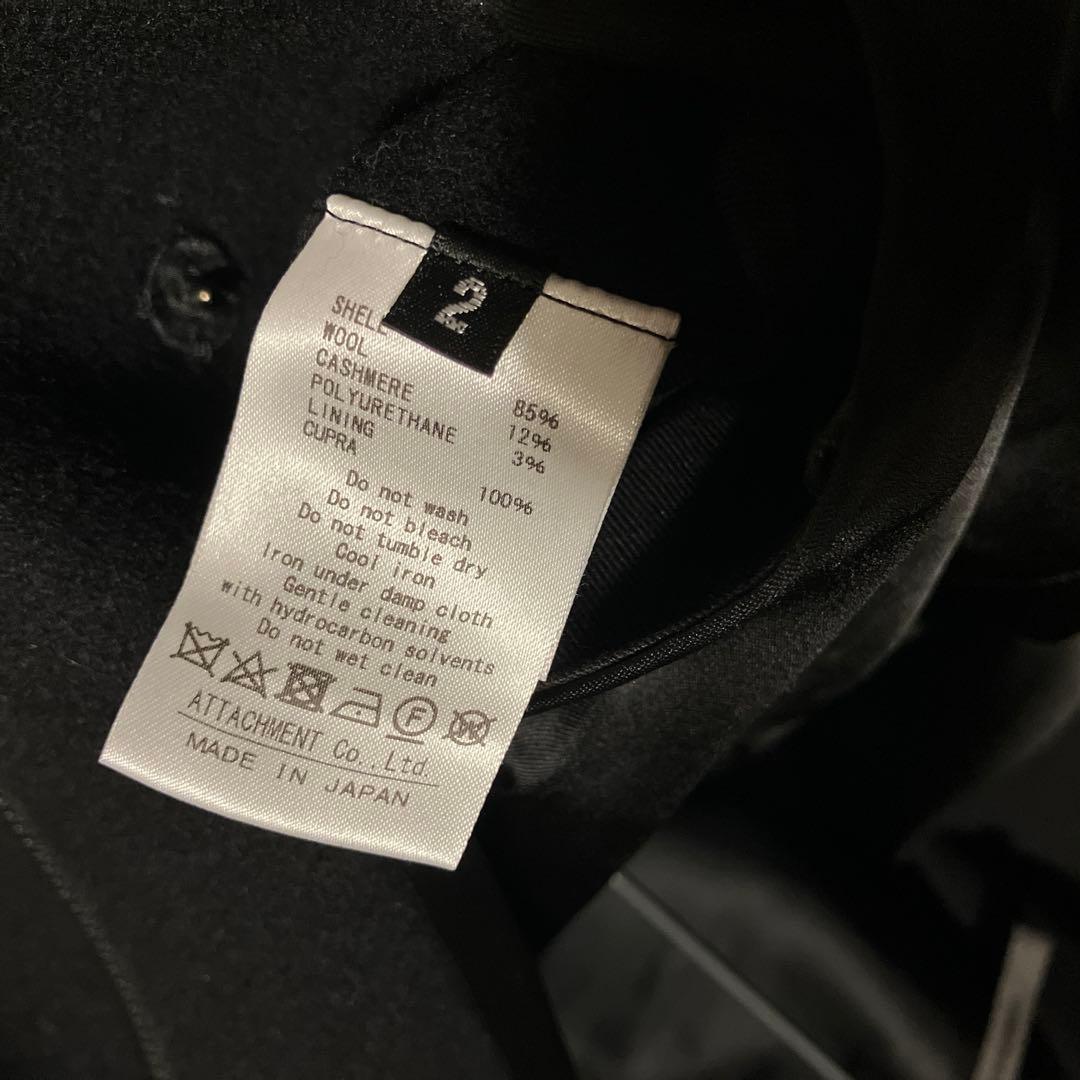 2
SHELL
WOOL 85%
CASHMERE 12%
POLYURETHANE 3%
LINING
CUPRA 100%
Do not wash
Do not bleach
Do not tumble dry
Cool iron
Iron under damp cloth
Gentle cleaning
with hydrocarbon solvents
Do not wet clean
F
W
ATTACHMENT Co.,Ltd.
MADE IN JAPAN